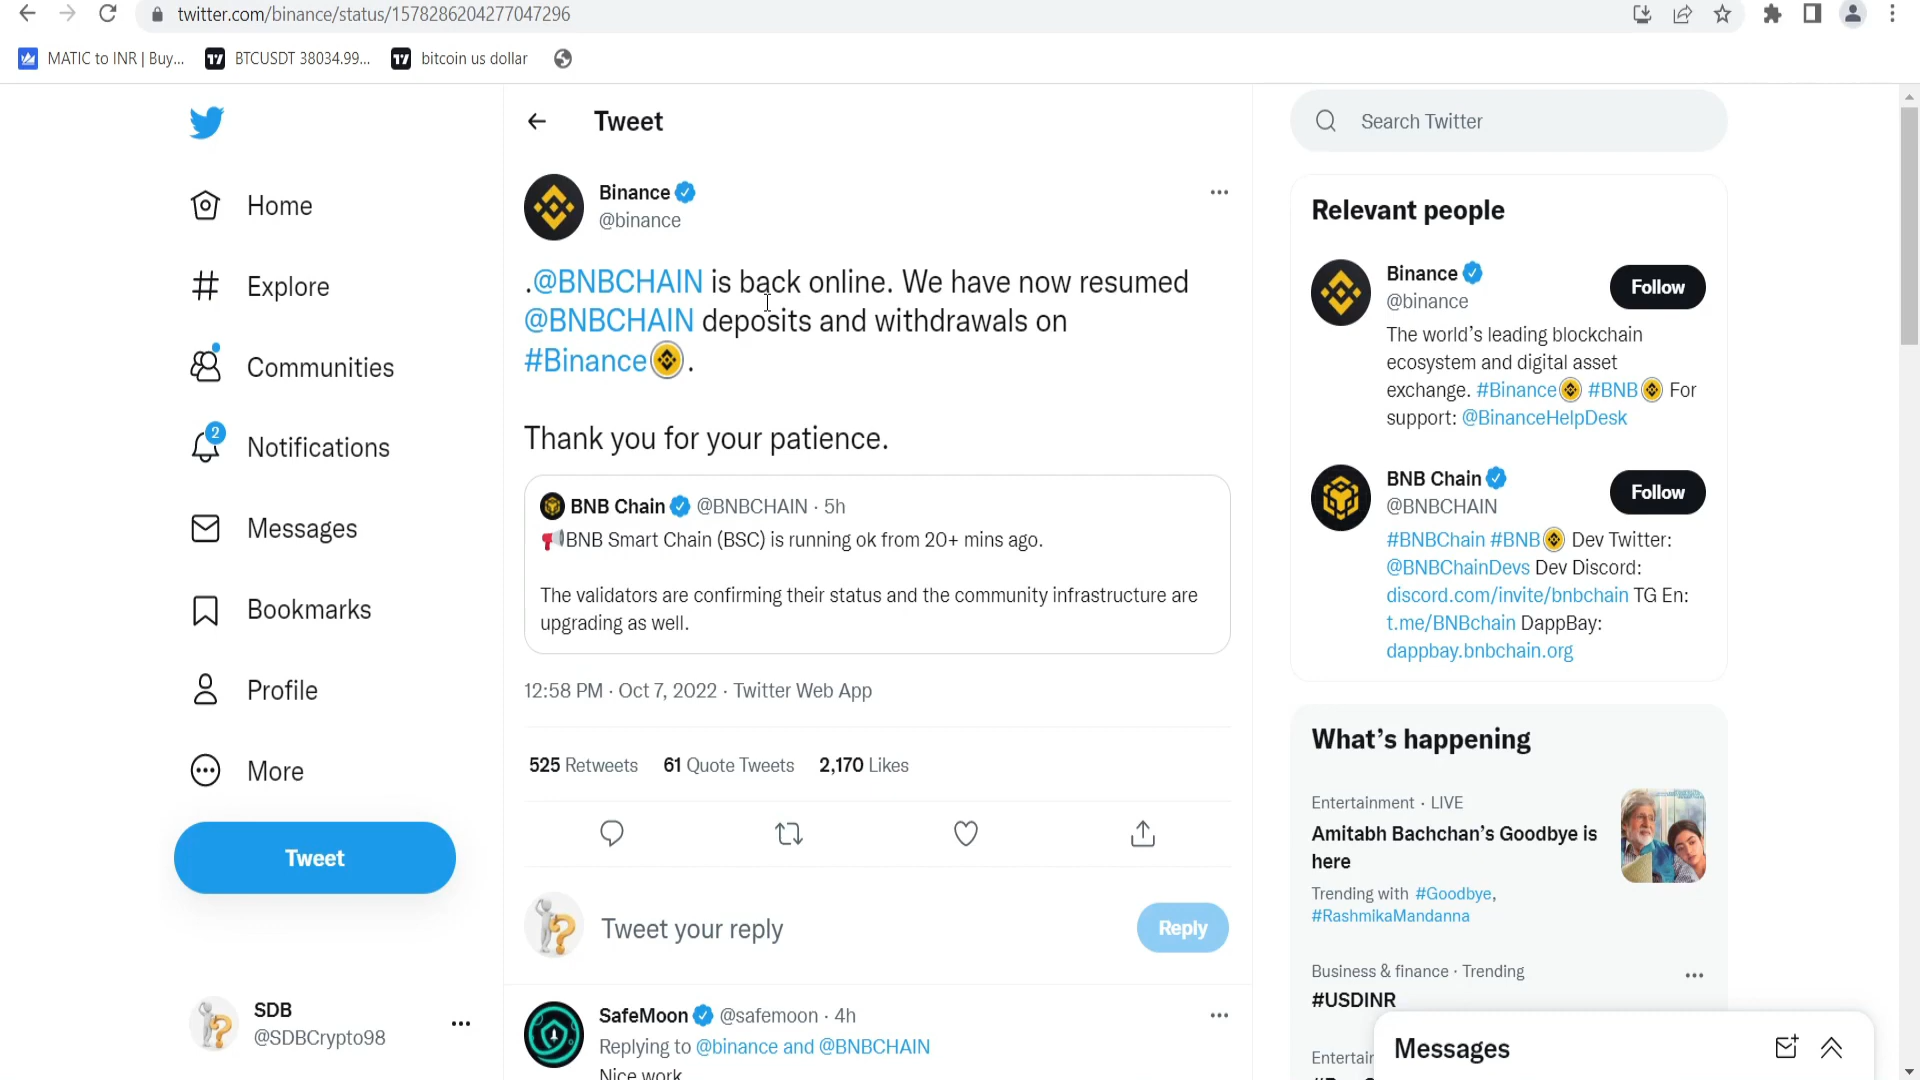 twitter.com/binance/status/1578286204277047296
MATIC to INR | Buy...
BTCUSDT 38034.99...
bitcoin us dollar
Home
Explore
Communities
2
Notifications
Messages
Bookmarks
Profile
More
Tweet
SDB
@SDBCrypto98
Tweet
Binance
@binance
.@BNBCHAIN is back online. We have now resumed
@BNBCHAIN deposits and withdrawals on
#Binance.
Thank you for your patience.
BNB Chain @BNBCHAIN · 5h
BNB Smart Chain (BSC) is running ok from 20+ mins ago.
The validators are confirming their status and the community infrastructure are
upgrading as well.
12:58 PM · Oct 7, 2022 · Twitter Web App
525 Retweets 61 Quote Tweets 2,170 Likes
Tweet your reply
Reply
SafeMoon @safemoon · 4h
Replying to @binance and @BNBCHAIN
Nice work
Search Twitter
Relevant people
Binance
@binance
Follow
The world's leading blockchain
ecosystem and digital asset
exchange. #Binance #BNB For
support: @BinanceHelpDesk
BNB Chain
@BNBCHAIN
Follow
#BNBChain #BNB Dev Twitter:
@BNBChainDevs Dev Discord:
discord.com/invite/bnbchain TG En:
t.me/BNBchain DappBay:
dappbay.bnbchain.org
What's happening
Entertainment · LIVE
Amitabh Bachchan's Goodbye is
here
Trending with #Goodbye,
#RashmikaMandanna
Business & finance · Trending
#USDINR
Messages